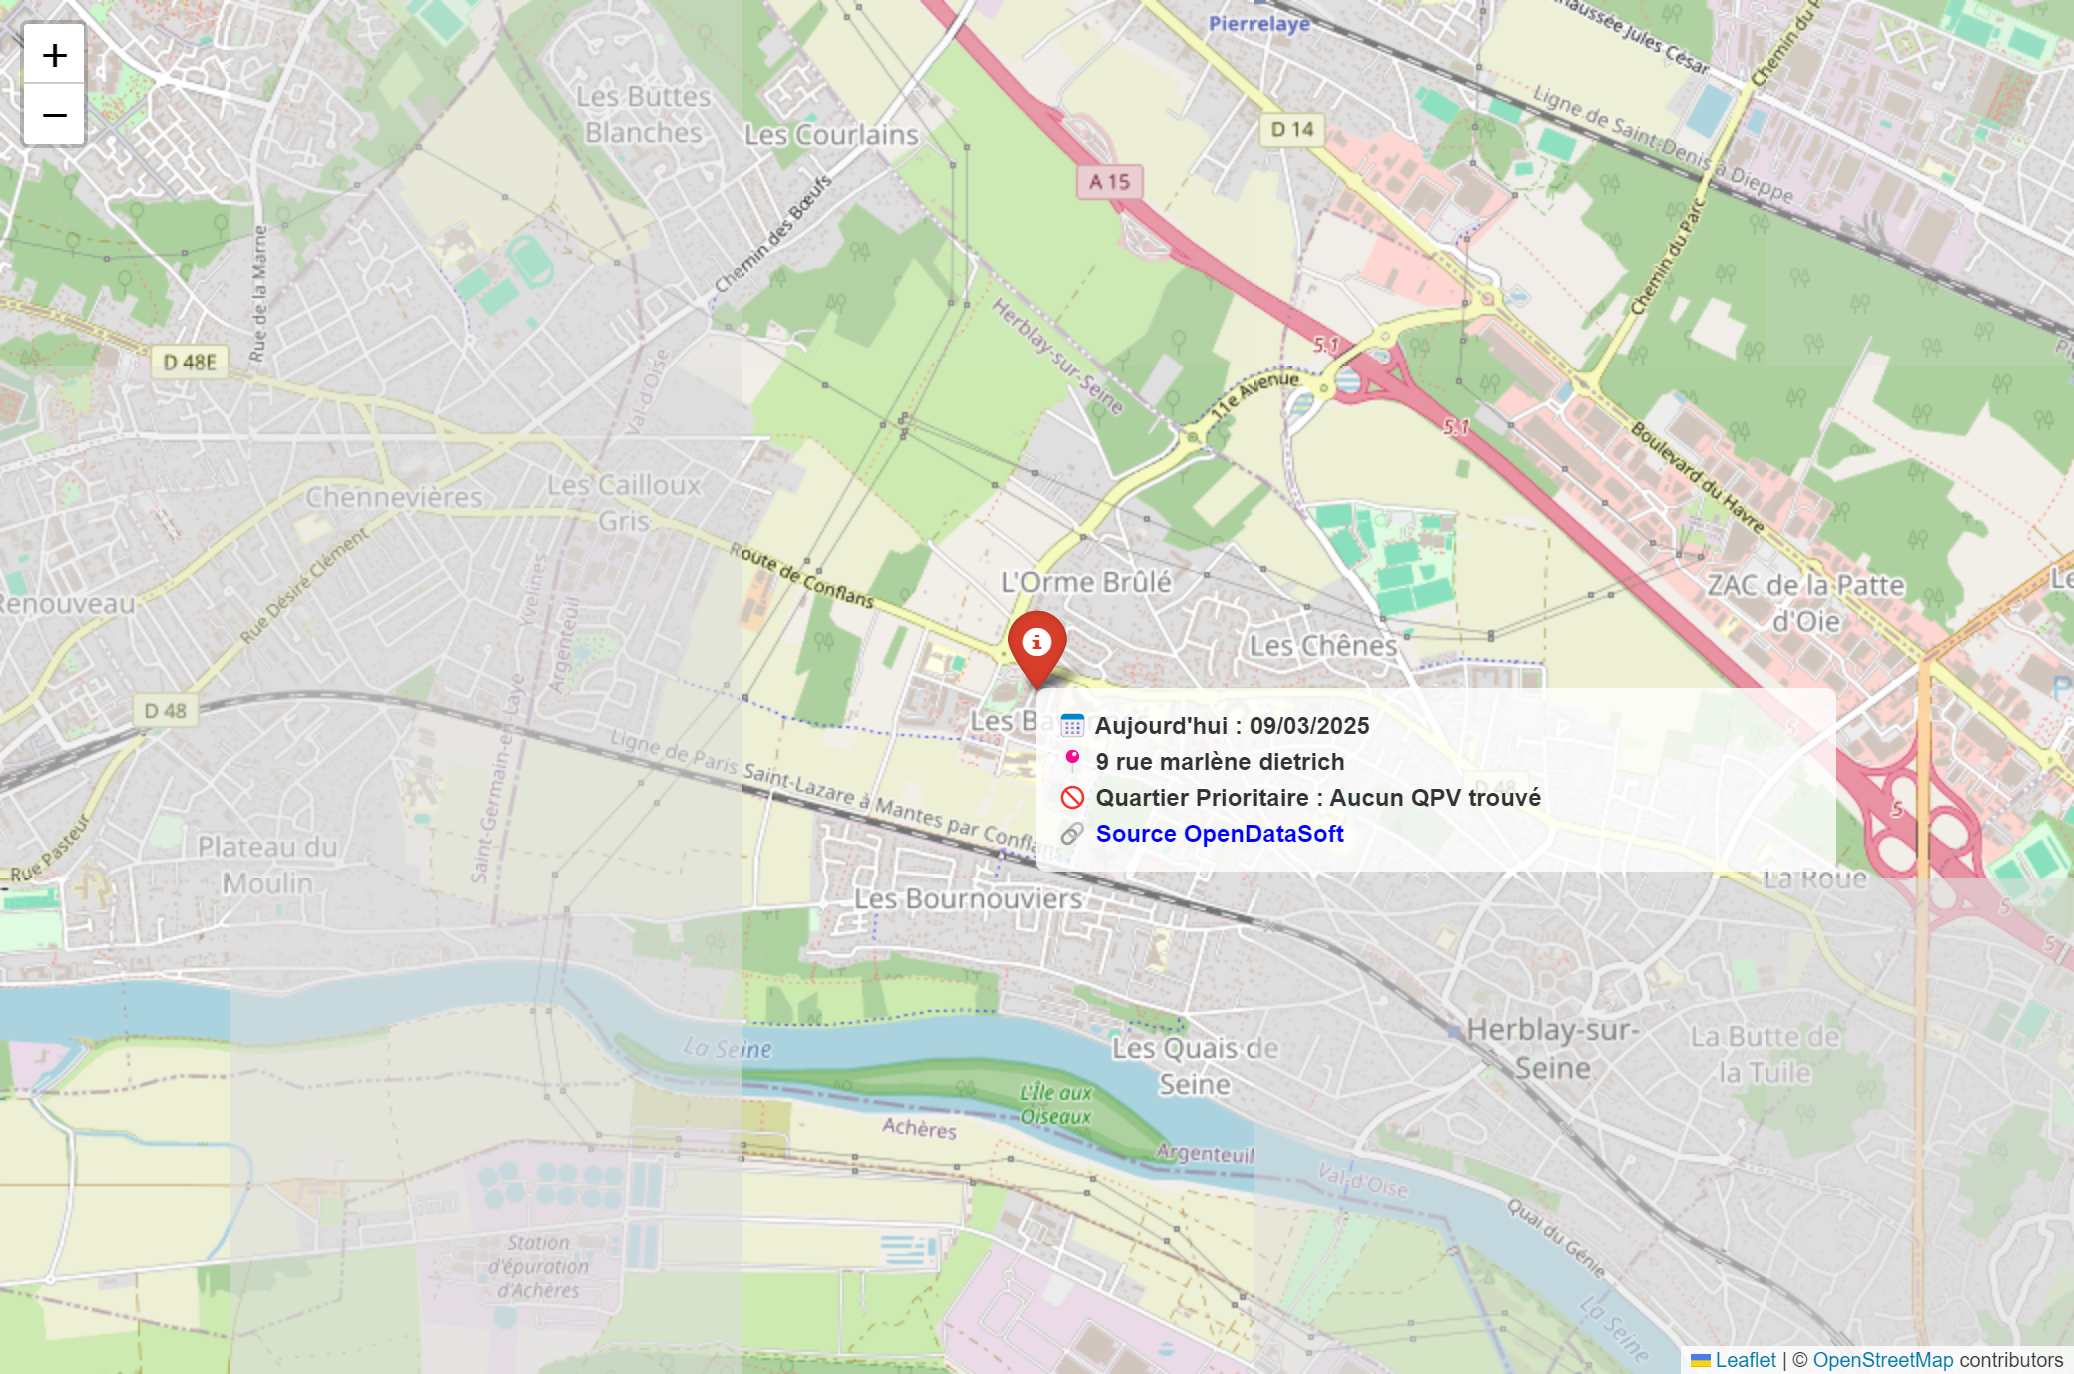 +
−
Pierrelaye
Chemin du P
Chaussée Jules César
Ligne de Saint-Denis à Dieppe
Les Buttes
Blanches
Les Courlains
D 14
A 15
Chemin des Bœufs
Chemin du Parc
Rue de la Marne
Herblay-sur-Seine
5.1
D 48E
Val-d'Oise
11e Avenue
5.1
Boulevard du Havre
Chennevières
Les Cailloux
Gris
Route de Conflans
Rue Désiré Clément
L'Orme Brûlé
ZAC de la Patte
d'Oie
Le
Renouveau
Yvelines
Argenteuil
Saint-Germain-en-Laye
Les Chênes
P
D 48
Les Ba
Ligne de Paris Saint-Lazare à Mantes par Conflans
Aujourd'hui : 09/03/2025
9 rue marlène dietrich
Quartier Prioritaire : Aucun QPV trouvé
Source OpenDataSoft
D 48
5
5
Rue Pasteur
Plateau du
Moulin
Les Bournouviers
La Roue
5
5
La Seine
Herblay-sur-
Seine
La Butte de
la Tuile
Les Quais de
Seine
L'Île aux
Oiseaux
Achères
Argenteuil
Val-d'Oise
Quai du Génie
Station
d'épuration
d'Achères
La Seine
Leaflet | © OpenStreetMap contributors